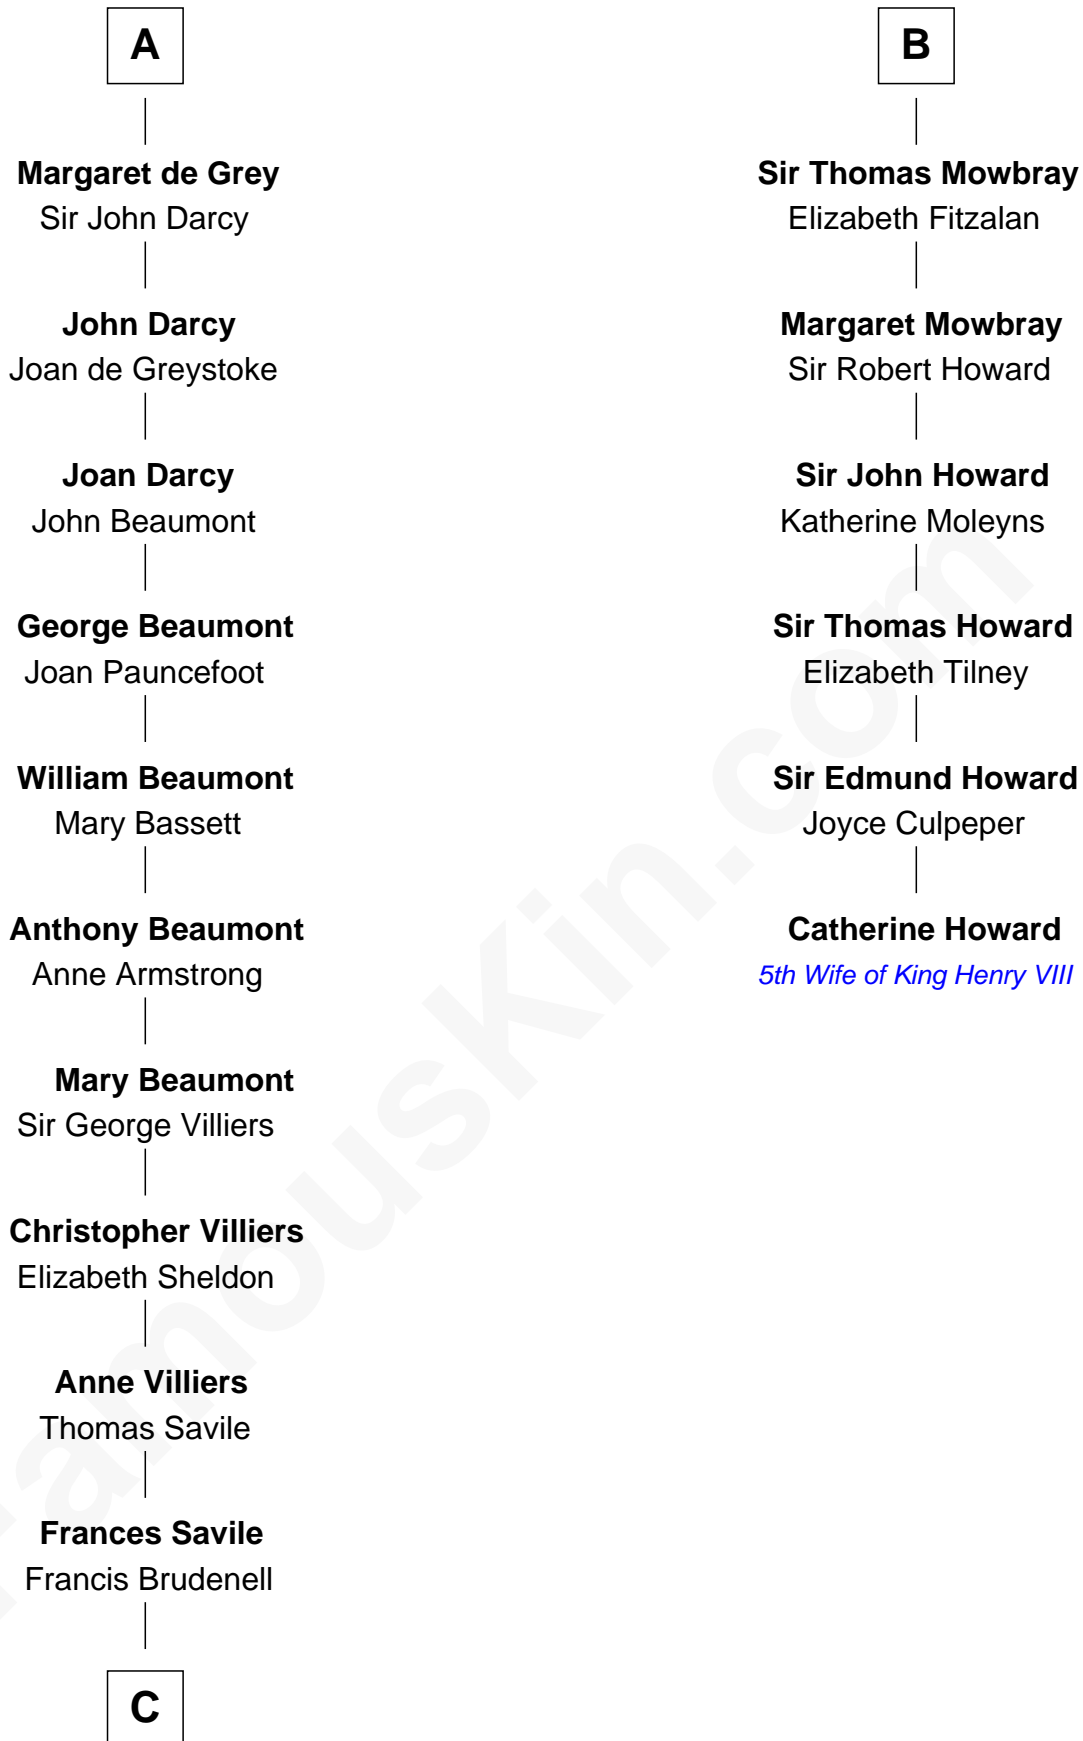 A
Margaret de Grey
Sir John Darcy
John Darcy
Joan de Greystoke
Joan Darcy
John Beaumont
George Beaumont
Joan Pauncefoot
William Beaumont
Mary Bassett
Anthony Beaumont
Anne Armstrong
Mary Beaumont
Sir George Villiers
Christopher Villiers
Elizabeth Sheldon
Anne Villiers
Thomas Savile
Frances Savile
Francis Brudenell
C
B
Sir Thomas Mowbray
Elizabeth Fitzalan
Margaret Mowbray
Sir Robert Howard
Sir John Howard
Katherine Moleyns
Sir Thomas Howard
Elizabeth Tilney
Sir Edmund Howard
Joyce Culpeper
Catherine Howard
5th Wife of King Henry VIII
FamousKin.com